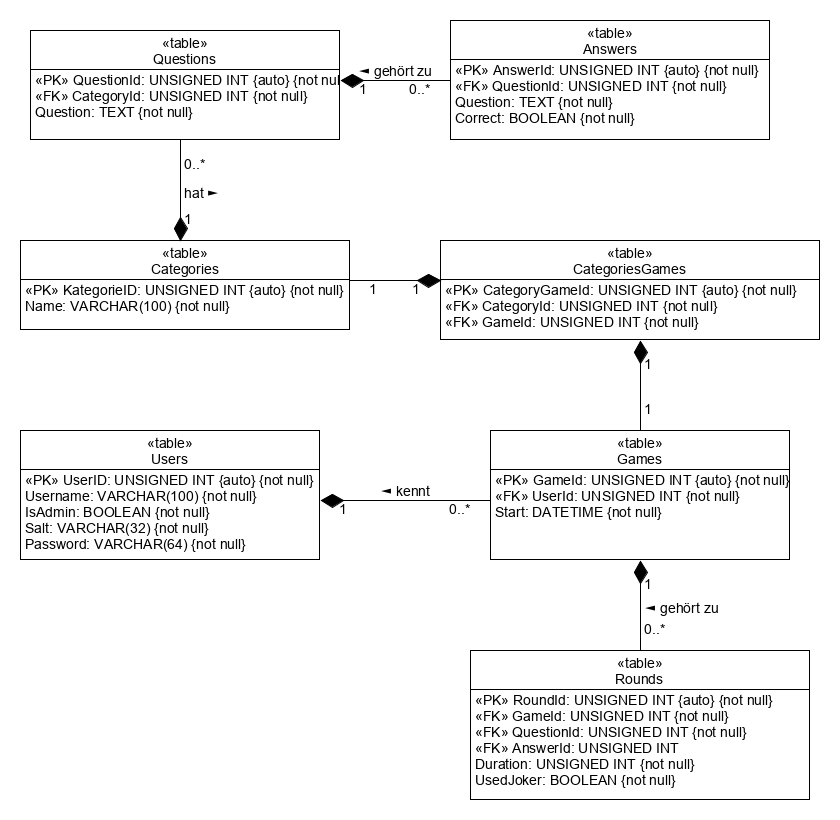 «table»
Questions
«PK» QuestionId: UNSIGNED INT {auto} {not nul
«FK» CategoryId: UNSIGNED INT {not null}
Question: TEXT {not null}
◄ gehört zu
1
0..*
«table»
Answers
«PK» AnswerId: UNSIGNED INT {auto} {not null}
«FK» QuestionId: UNSIGNED INT {not null}
Question: TEXT {not null}
Correct: BOOLEAN {not null}
0..*
hat ►
1
«table»
Categories
«PK» KategorieID: UNSIGNED INT {auto} {not null}
Name: VARCHAR(100) {not null}
1
1
«table»
CategoriesGames
«PK» CategoryGameId: UNSIGNED INT {auto} {not null}
«FK» CategoryId: UNSIGNED INT {not null}
«FK» GameId: UNSIGNED INT {not null}
1
1
«table»
Users
«PK» UserID: UNSIGNED INT {auto} {not null}
Username: VARCHAR(100) {not null}
IsAdmin: BOOLEAN {not null}
Salt: VARCHAR(32) {not null}
Password: VARCHAR(64) {not null}
◄ kennt
1
0..*
«table»
Games
«PK» GameId: UNSIGNED INT {auto} {not null}
«FK» UserId: UNSIGNED INT {not null}
Start: DATETIME {not null}
1
◄ gehört zu
0..*
«table»
Rounds
«PK» RoundId: UNSIGNED INT {auto} {not null}
«FK» GameId: UNSIGNED INT {not null}
«FK» QuestionId: UNSIGNED INT {not null}
«FK» AnswerId: UNSIGNED INT
Duration: UNSIGNED INT {not null}
UsedJoker: BOOLEAN {not null}